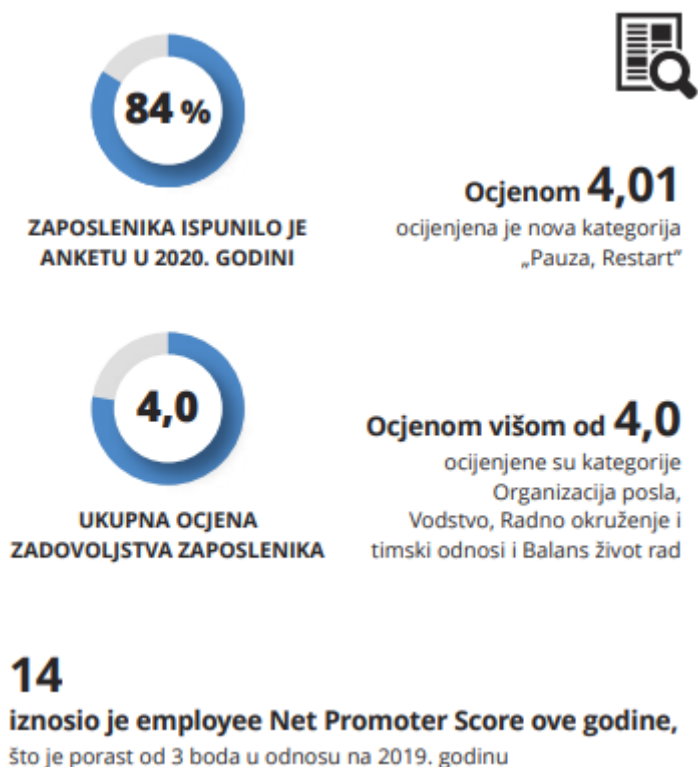 84 %
ZAPOSLENIKA ISPUNILO JE
ANKETU U 2020. GODINI
Ocjenom 4,01
ocijenjena je nova kategorija
„Pauza, Restart“
4,0
UKUPNA OCJENA
ZADOVOLJSTVA ZAPOSLENIKA
Ocjenom višom od 4,0
ocijenjene su kategorije
Organizacija posla,
Vodstvo, Radno okruženje i
timski odnosi i Balans život rad
14
iznosio je employee Net Promoter Score ove godine,
što je porast od 3 boda u odnosu na 2019. godinu